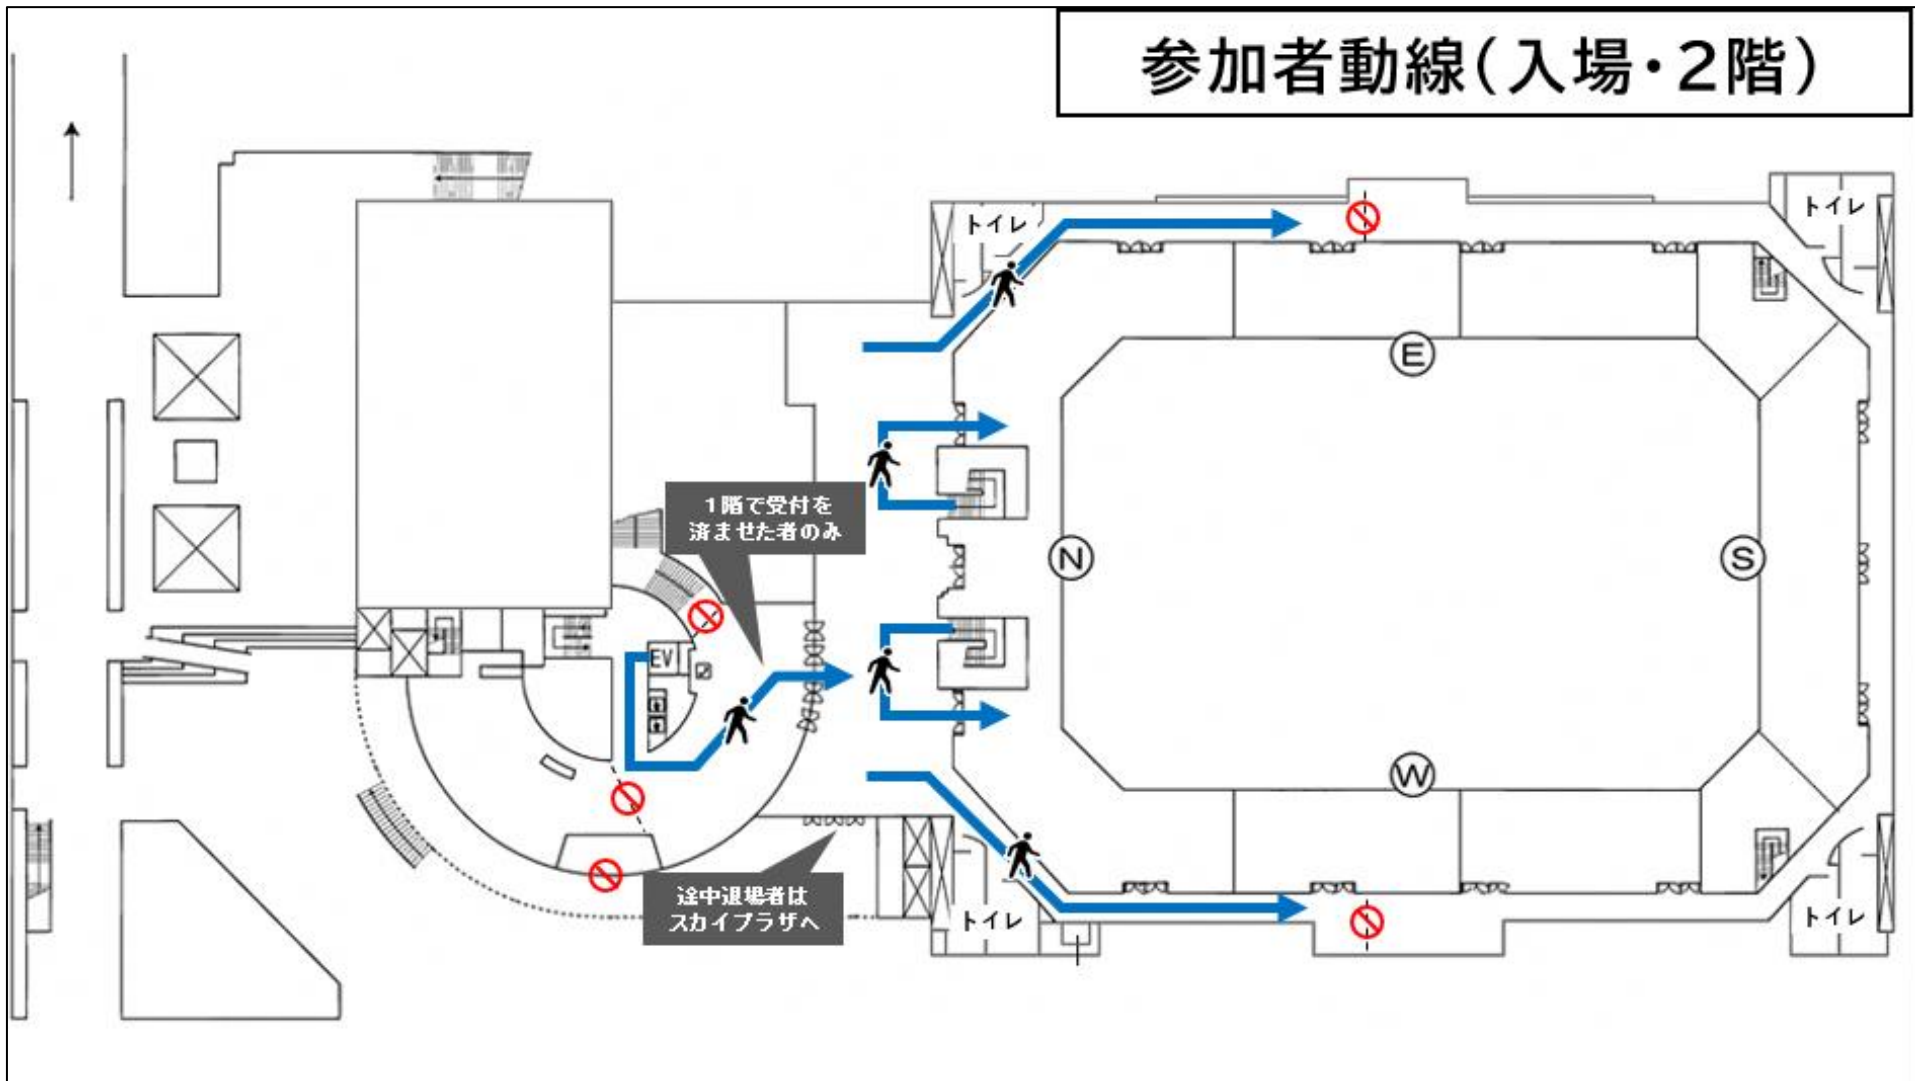 参加者動線(入場・2階)
トイレ
トイレ
E
1階で受付を
済ませた者のみ
N
S
EV
W
途中退場者は
スカイプラザへ
トイレ
トイレ